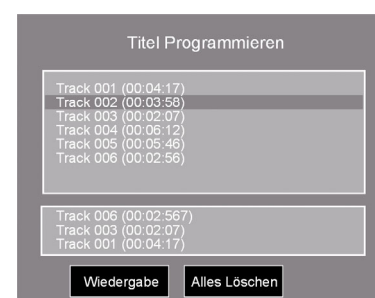 Titel Programmieren
Track 001 (00:04:17)
Track 002 (00:03:58)
Track 003 (00:02:07)
Track 004 (00:06:12)
Track 005 (00:05:46)
Track 006 (00:02:56)
Track 006 (00:02:567)
Track 003 (00:02:07)
Track 001 (00:04:17)
Wiedergabe
Alles Löschen